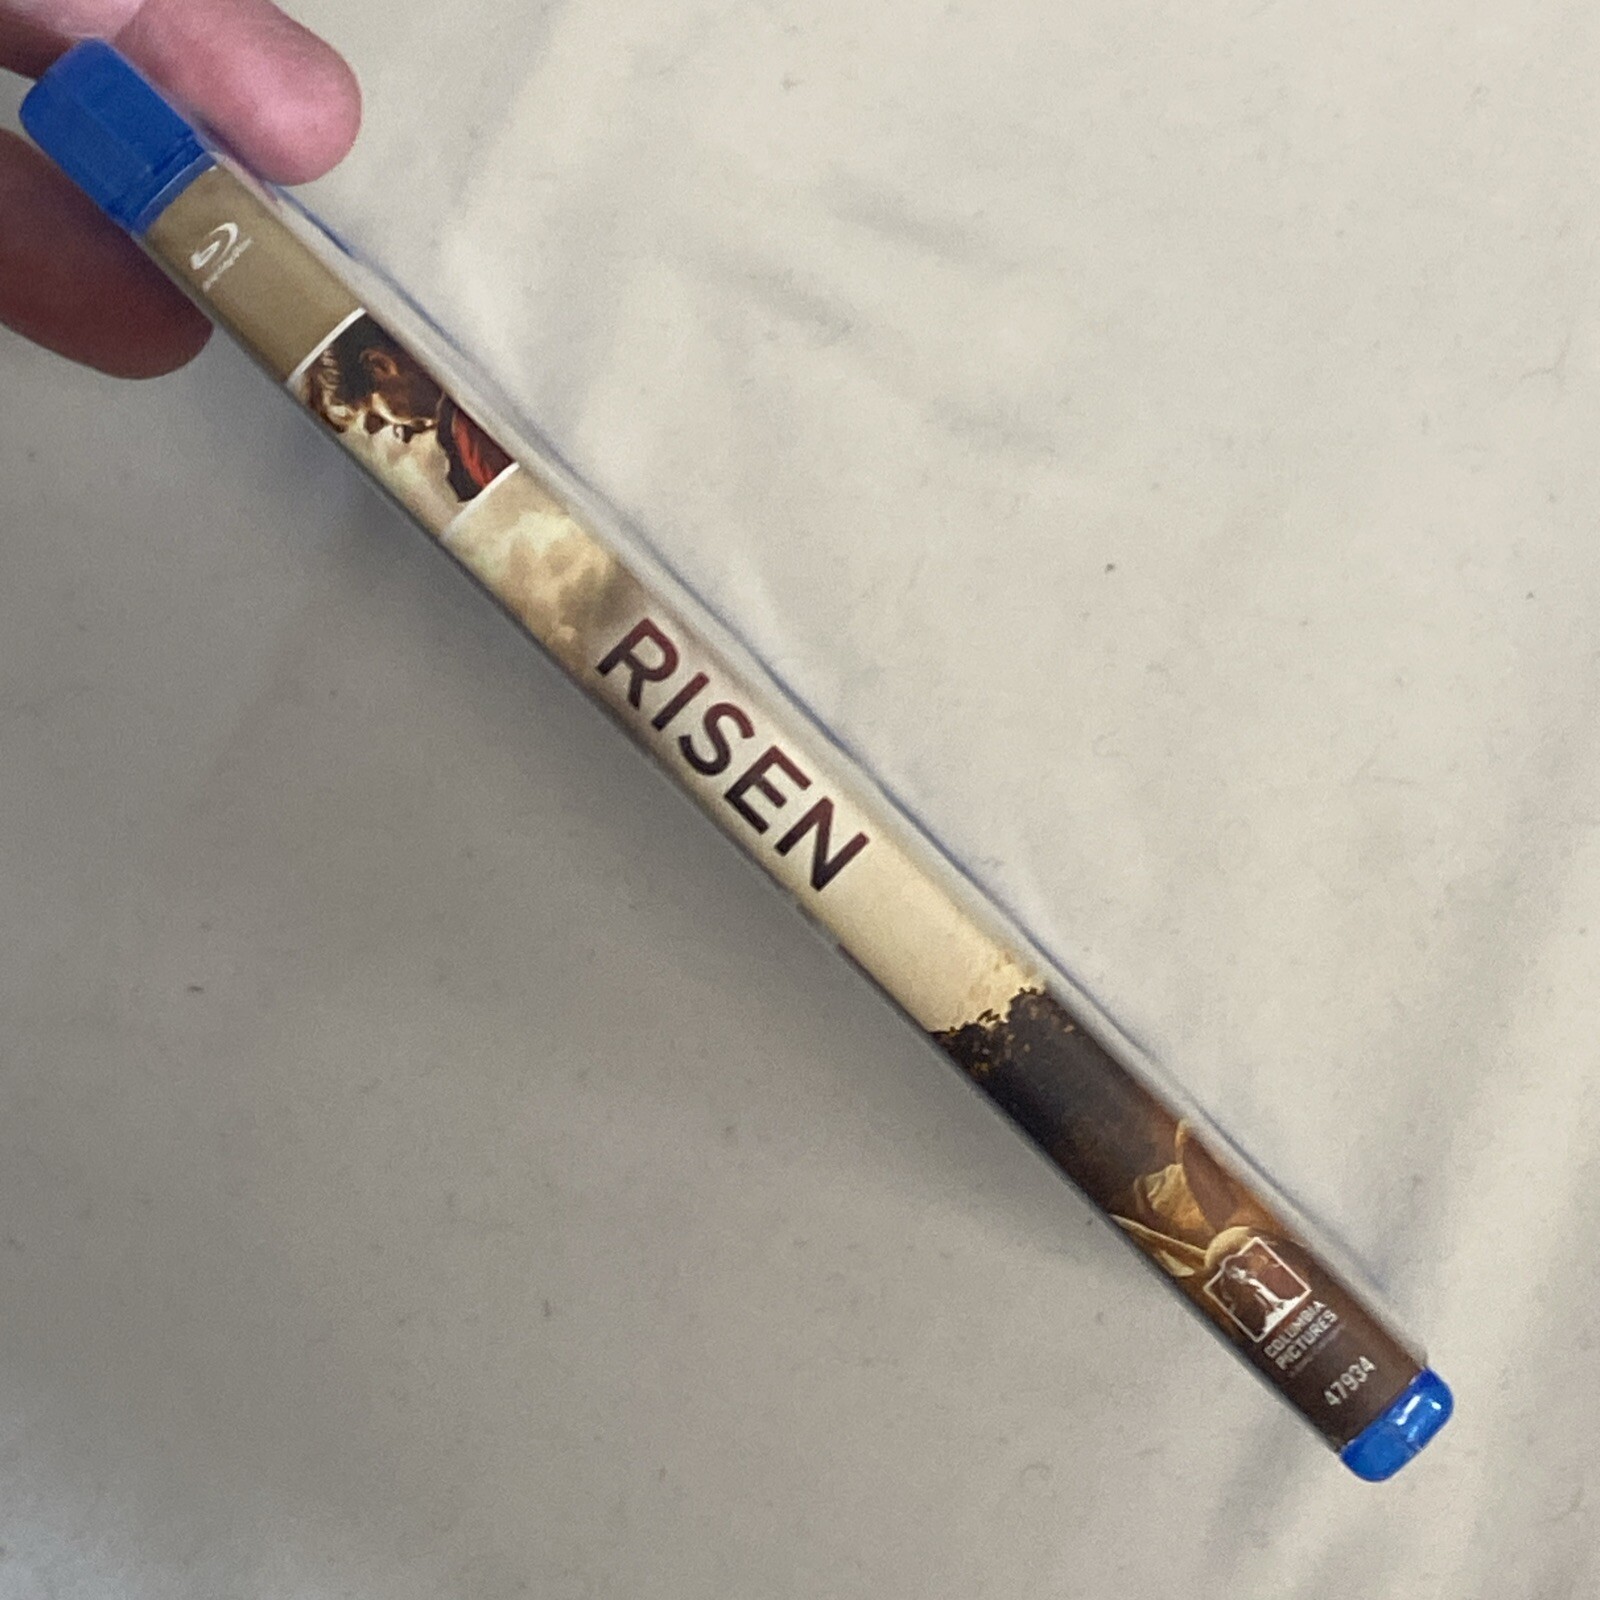 RISEN
COLUMBIA
PICTURES
47934